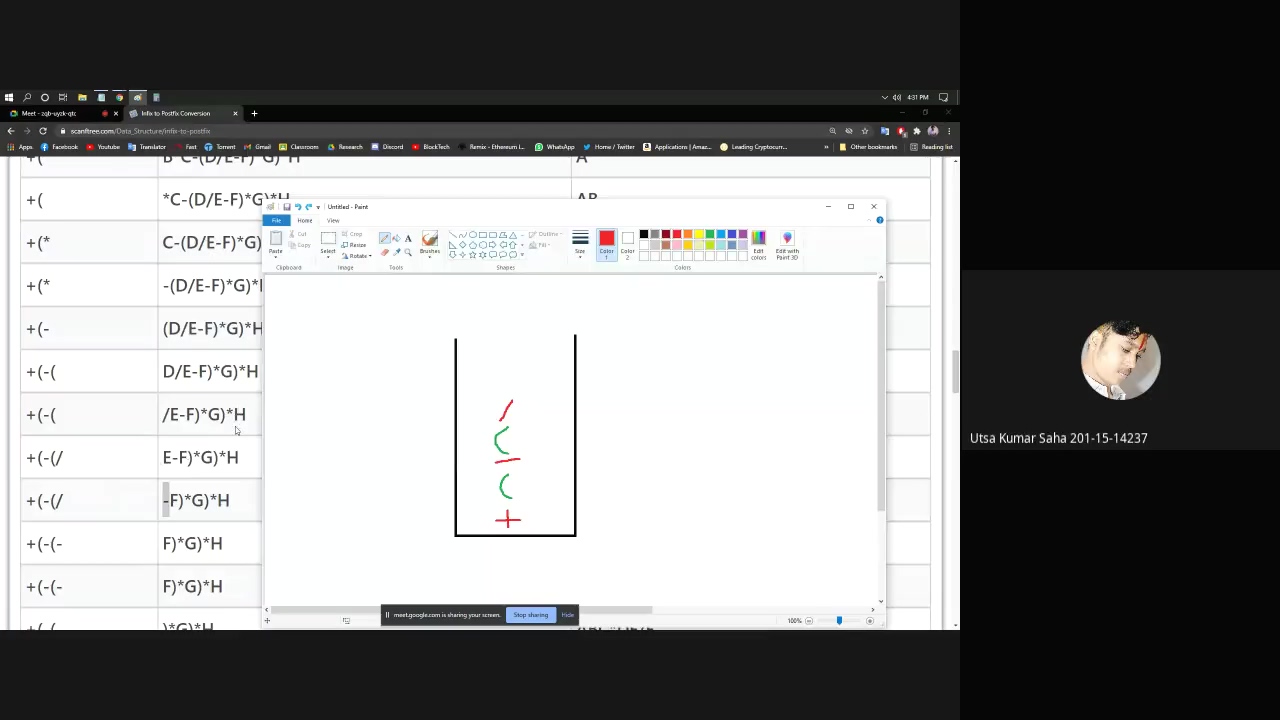 4:31 PM
Meet - zqb-uyzk-qtc
Infix to Postfix Conversion
scanftree.com/Data_Structure/infix-to-postfix
Apps Facebook Youtube Translator Fast Torrent Gmail Classroom Research Discord BlockTech Remix - Ethereum I... WhatsApp Home / Twitter Applications | Amaz... Leading Cryptocurr... » Other bookmarks Reading list
+( A
+( *C-(D/E-F)*G)*H AB
Untitled - Paint
File Home View
Paste Cut Copy Select Crop Resize Rotate Brushes Outline Fill Size Color 1 Color 2 Edit colors Edit with Paint 3D
Clipboard Image Tools Shapes Colors
+(* C-(D/E-F)*G)
+(* -(D/E-F)*G)*
+(- (D/E-F)*G)*H
+(-( D/E-F)*G)*H
+(-( /E-F)*G)*H
+(-(/ E-F)*G)*H
+(-(/ -F)*G)*H
+(-(- F)*G)*H
+(-(- F)*G)*H
/
(
-
(
+
meet.google.com is sharing your screen. Stop sharing Hide
100%
Utsa Kumar Saha 201-15-14237